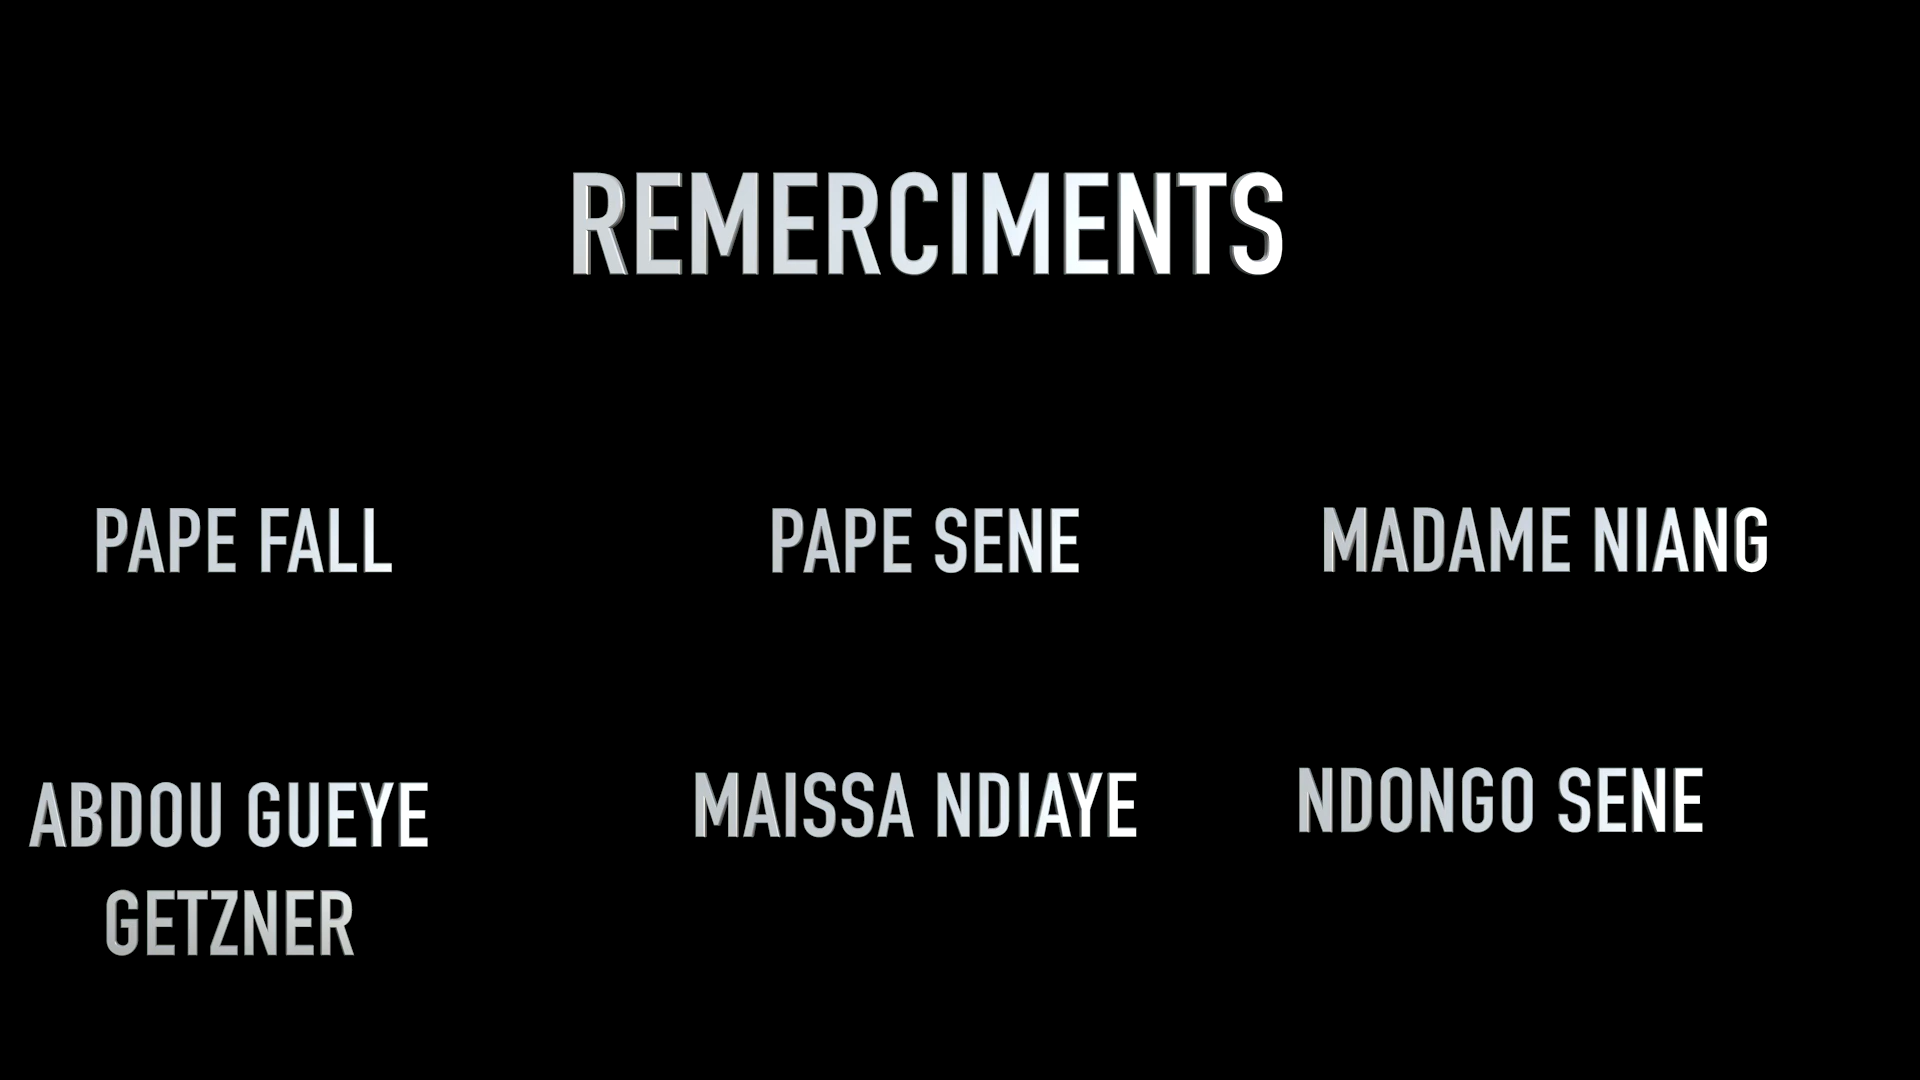 REMERCIMENTS
PAPE FALL
PAPE SENE
MADAME NIANG
ABDOU GUEYE
GETZNER
MAISSA NDIAYE
NDONGO SENE